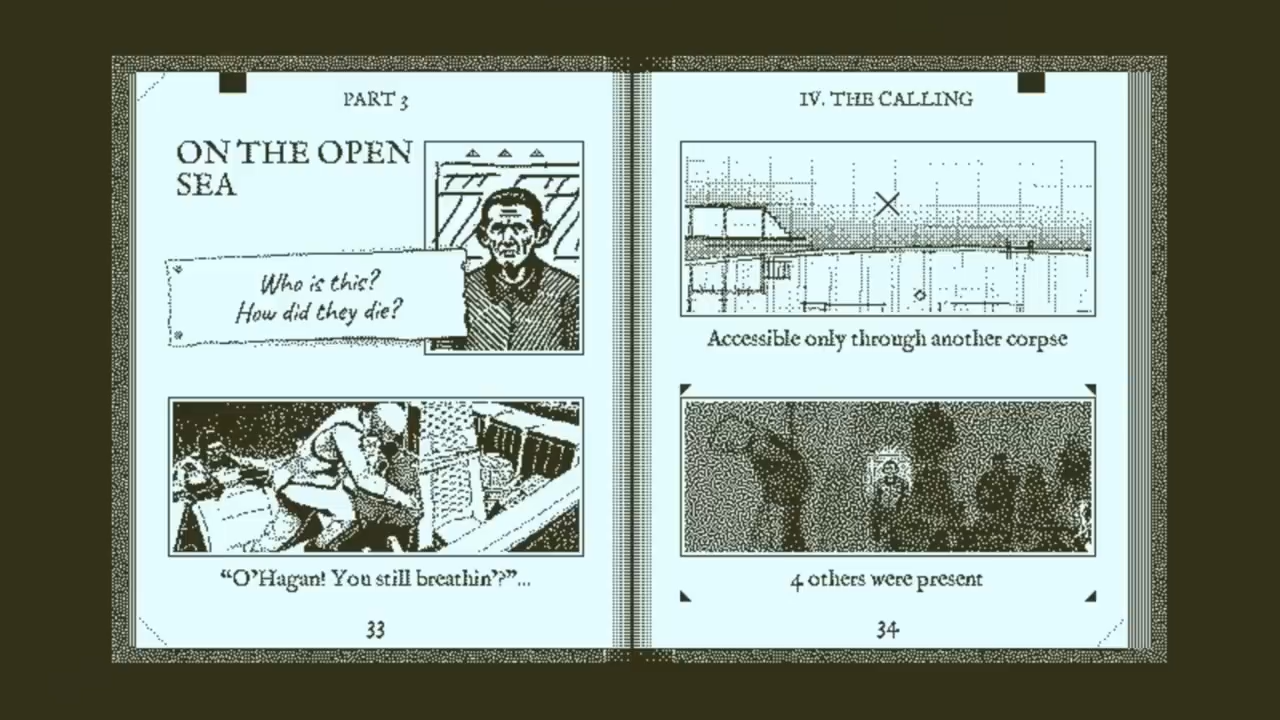 PART 3
ON THE OPEN
SEA
Who is this?
How did they die?
"O'Hagan! You still breathin'?"...
33
IV. THE CALLING
Accessible only through another corpse
4 others were present
34